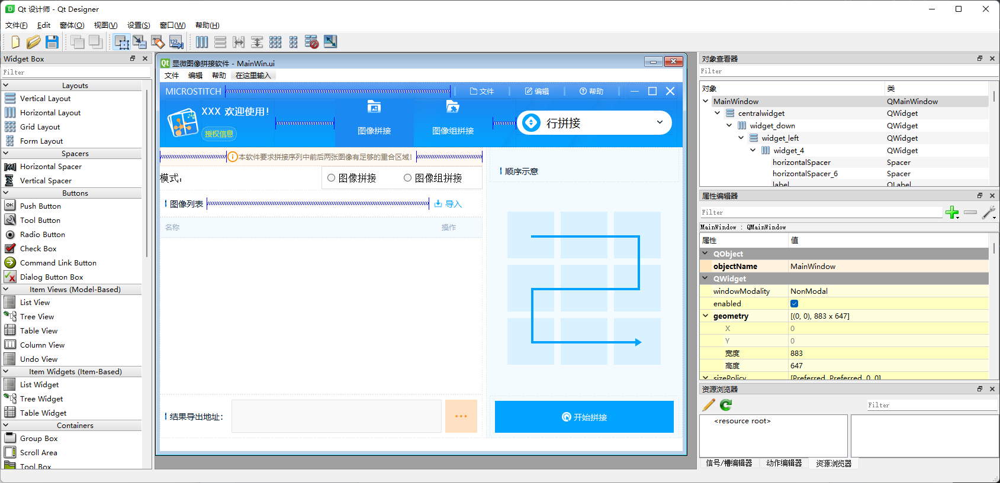 Qt 设计师 - Qt Designer
文件(F) Edit 窗体(O) 视图(V) 设置(S) 窗口(W) 帮助(H)
Widget Box
Filter
Layouts
Vertical Layout
Horizontal Layout
Grid Layout
Form Layout
Spacers
Horizontal Spacer
Vertical Spacer
Buttons
Push Button
Tool Button
Radio Button
Check Box
Command Link Button
Dialog Button Box
Item Views (Model-Based)
List View
Tree View
Table View
Column View
Undo View
Item Widgets (Item-Based)
List Widget
Tree Widget
Table Widget
Containers
Group Box
Scroll Area
Tool Box
显微图像拼接软件 - MainWin.ui
文件 编辑 帮助 在这里输入
MICROSTITCH 文件 编辑 帮助
XXX 欢迎使用!
授权信息
图像拼接
图像组拼接
行拼接
本软件要求拼接序列中前后两张图像有足够的重合区域!
模式:
图像拼接 图像组拼接
图像列表
导入
名称 操作
结果导出地址:
...
顺序示意
开始拼接
对象查看器
Filter
对象 类
MainWindow QMainWindow
centralwidget QWidget
widget_down QWidget
widget_left QWidget
widget_4 QWidget
horizontalSpacer Spacer
horizontalSpacer_6 Spacer
label QLabel
属性编辑器
Filter
MainWindow : QMainWindow
属性 值
QObject
objectName MainWindow
QWidget
windowModality NonModal
enabled
geometry [(0, 0), 883 x 647]
X 0
Y 0
宽度 883
高度 647
sizePolicy [Preferred, Preferred, 0, 0]
资源浏览器
Filter
<resource root>
信号/槽编辑器 动作编辑器 资源浏览器